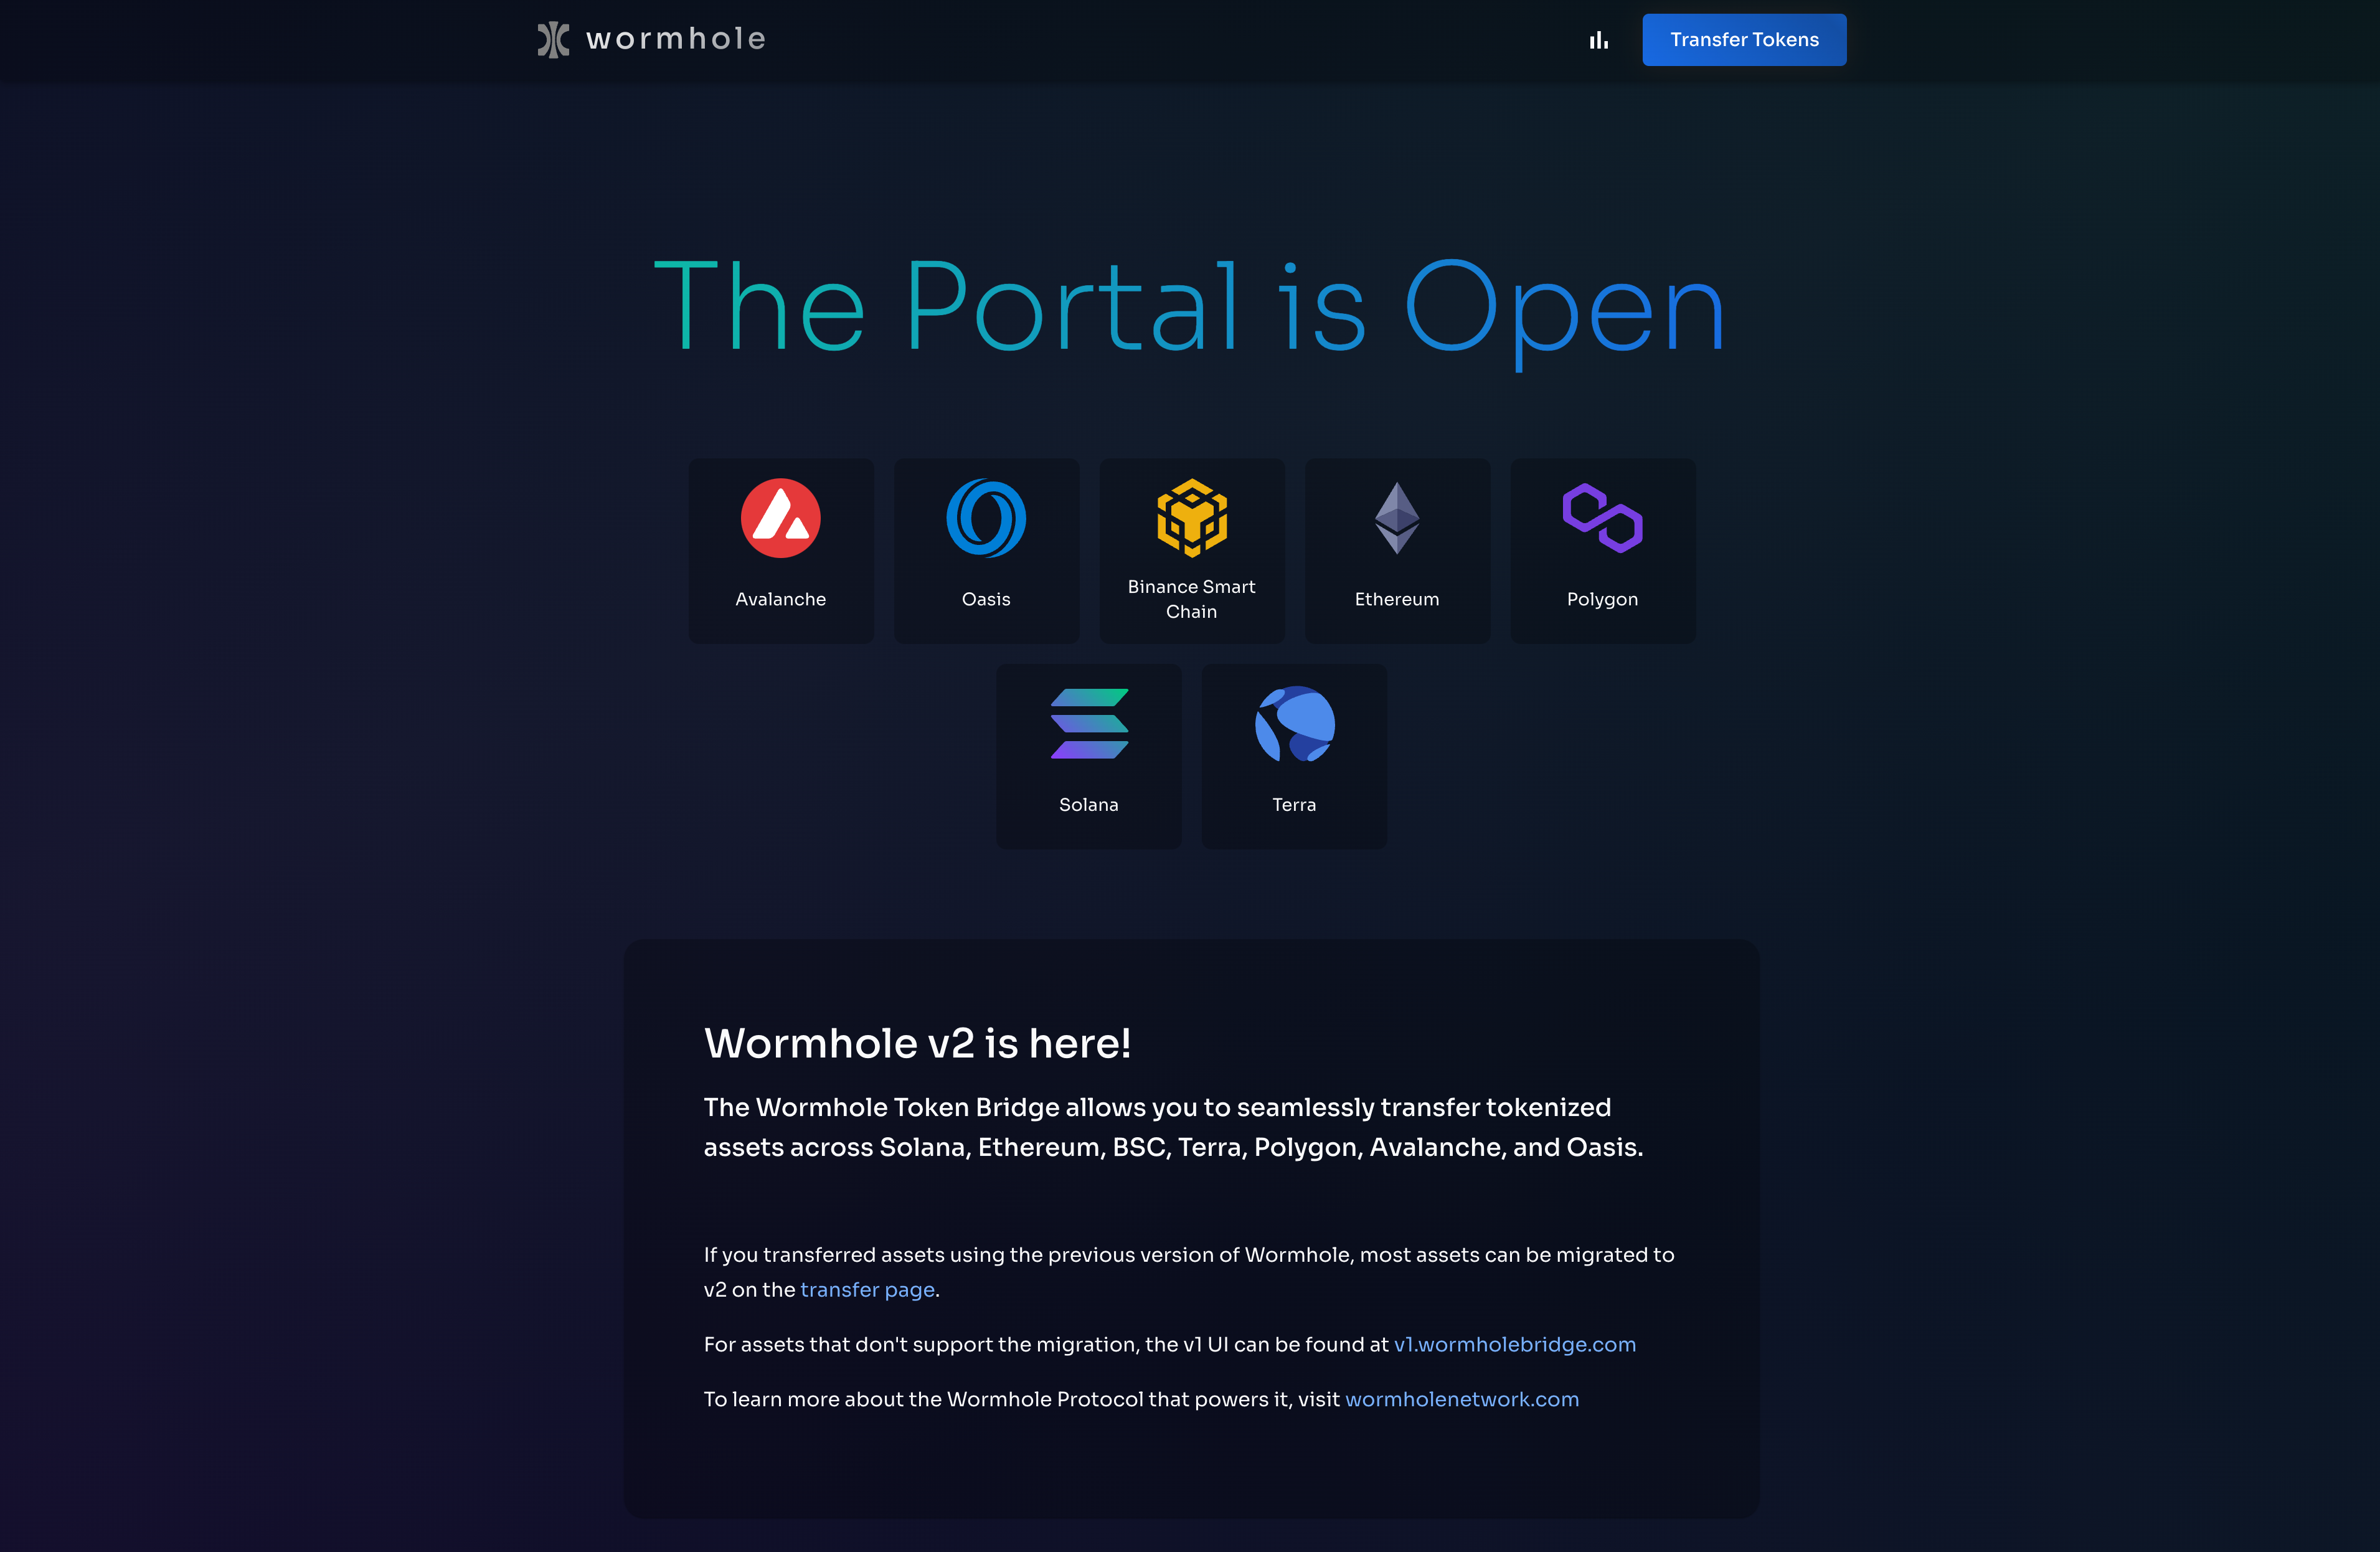 wormhole
Transfer Tokens
The Portal is Open
Avalanche
Oasis
Binance Smart
Chain
Ethereum
Polygon
Solana
Terra
Wormhole v2 is here!
The Wormhole Token Bridge allows you to seamlessly transfer tokenized
assets across Solana, Ethereum, BSC, Terra, Polygon, Avalanche, and Oasis.
If you transferred assets using the previous version of Wormhole, most assets can be migrated to
v2 on the transfer page.
For assets that don't support the migration, the v1 UI can be found at v1.wormholebridge.com
To learn more about the Wormhole Protocol that powers it, visit wormholenetwork.com